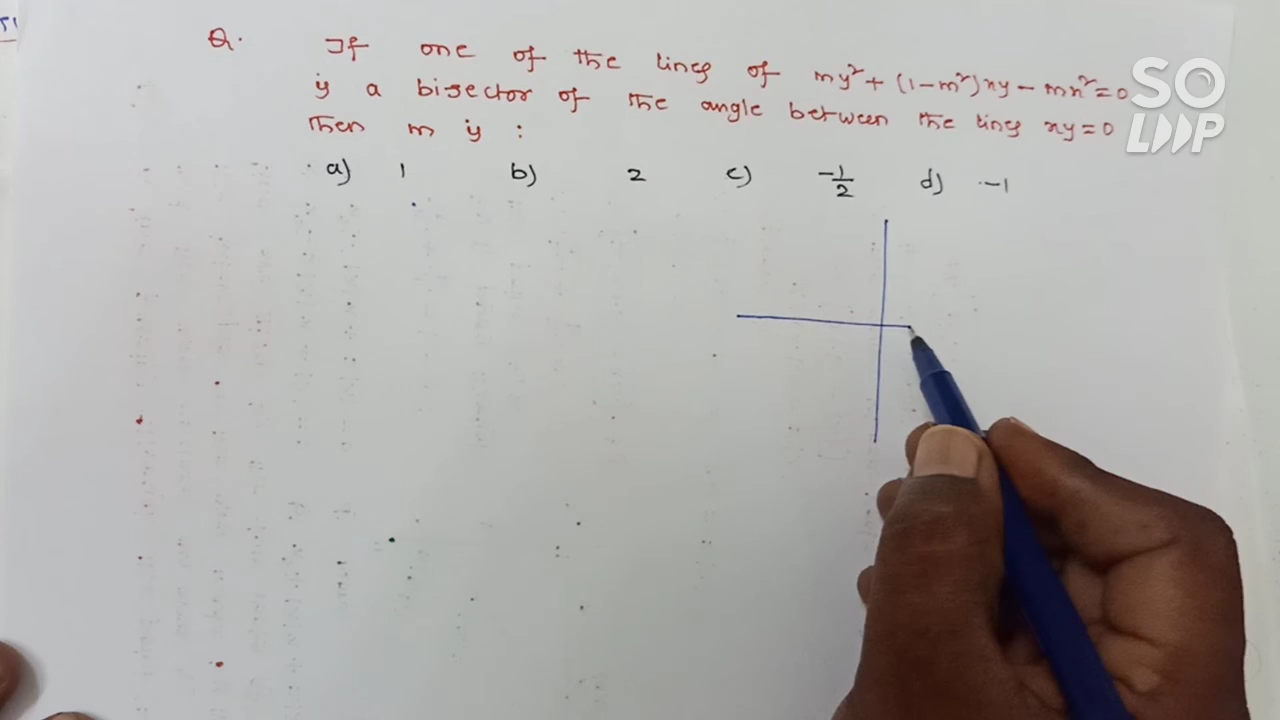 Q. If one of the lines of my²+(1-m²)xy-mx²=0
is a bisector of the angle between the lines xy=0
Then m is :
a) 1 b) 2 c) -1/2 d) -1
SO
LOOP